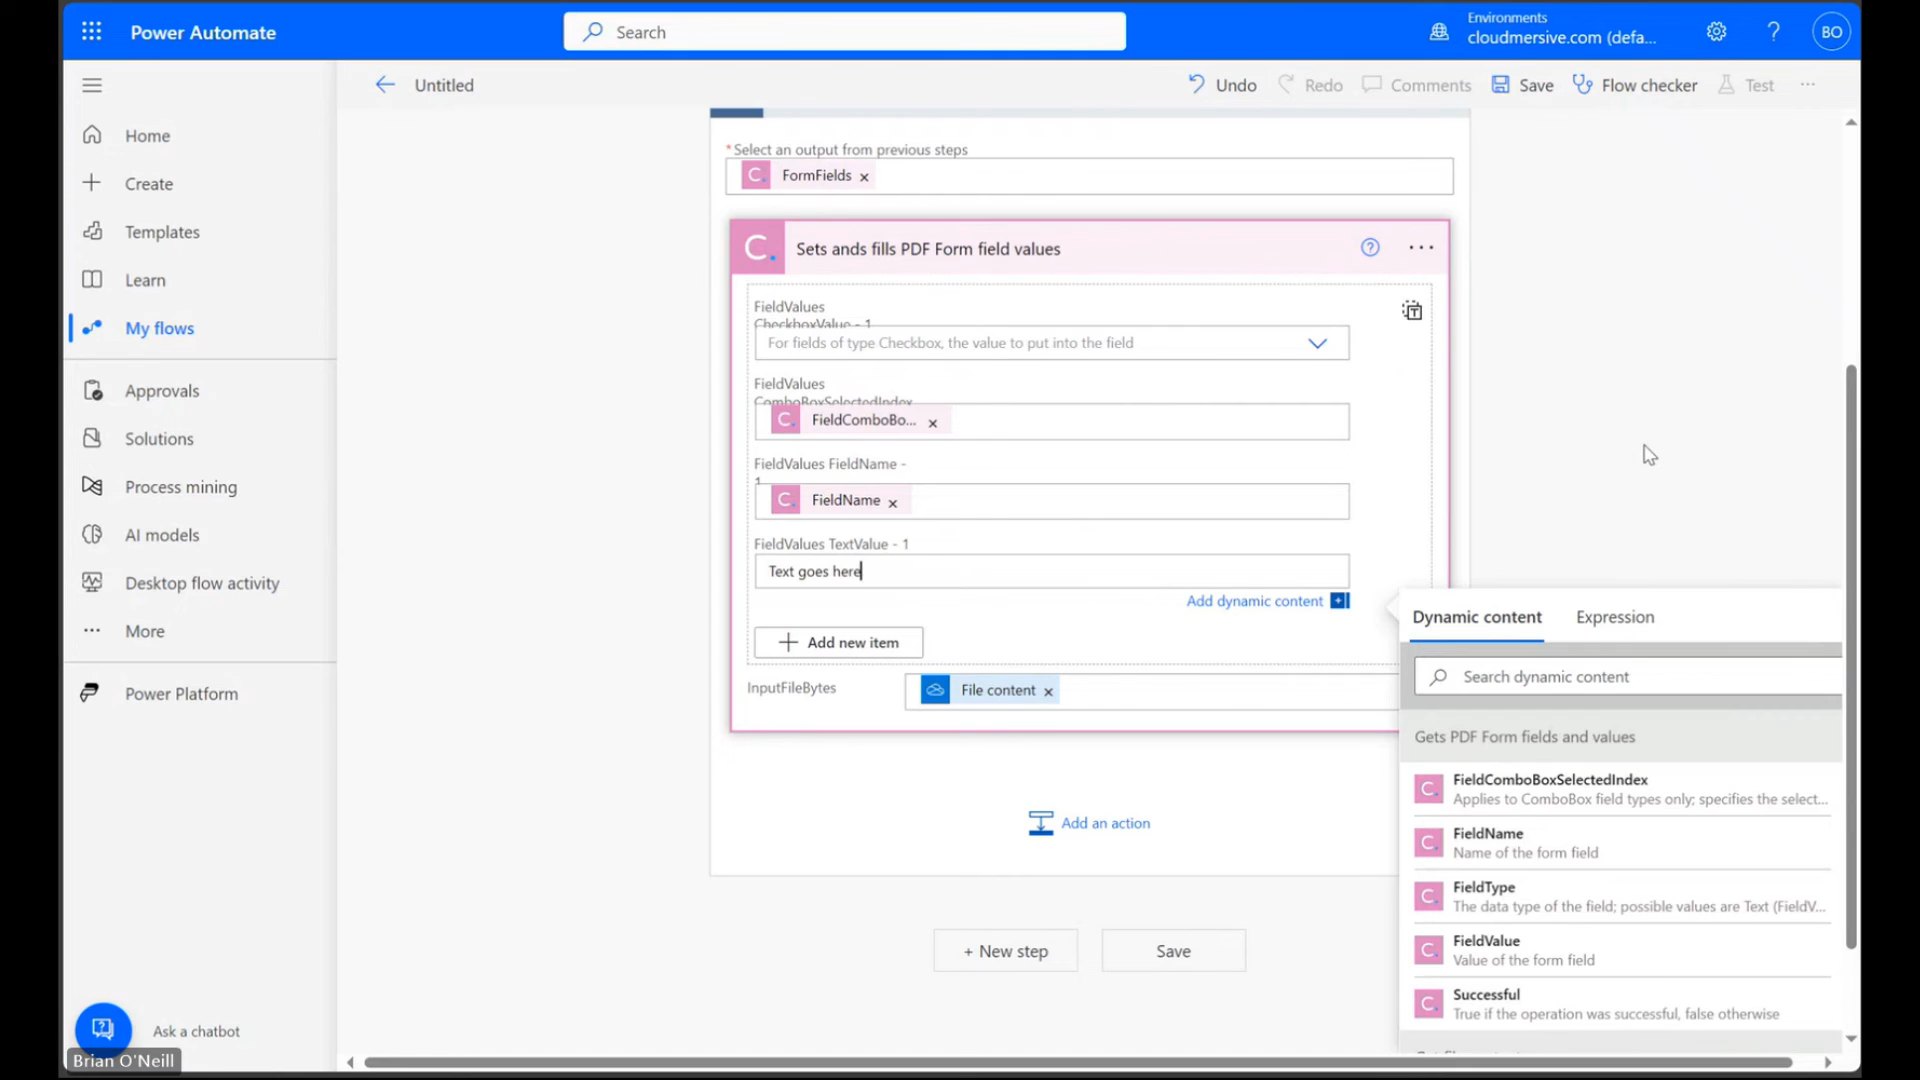 Power Automate
Search
Environments
cloudmersive.com (defa...
BO
Untitled
Undo
Redo
Comments
Save
Flow checker
Test
Home
Create
Templates
Learn
My flows
Approvals
Solutions
Process mining
AI models
Desktop flow activity
More
Power Platform
Ask a chatbot
Brian O'Neill
* Select an output from previous steps
C. FormFields ×
C. Sets ands fills PDF Form field values
FieldValues
CheckboxValue - 1
For fields of type Checkbox, the value to put into the field
FieldValues
ComboBoxSelectedIndex
C. FieldComboBo... ×
FieldValues FieldName -
1
C. FieldName ×
FieldValues TextValue - 1
Text goes here
Add dynamic content
Add new item
InputFileBytes
File content ×
Add an action
+ New step
Save
Dynamic content
Expression
Search dynamic content
Gets PDF Form fields and values
C. FieldComboBoxSelectedIndex
Applies to ComboBox field types only; specifies the select...
C. FieldName
Name of the form field
C. FieldType
The data type of the field; possible values are Text (FieldV...
C. FieldValue
Value of the form field
C. Successful
True if the operation was successful, false otherwise